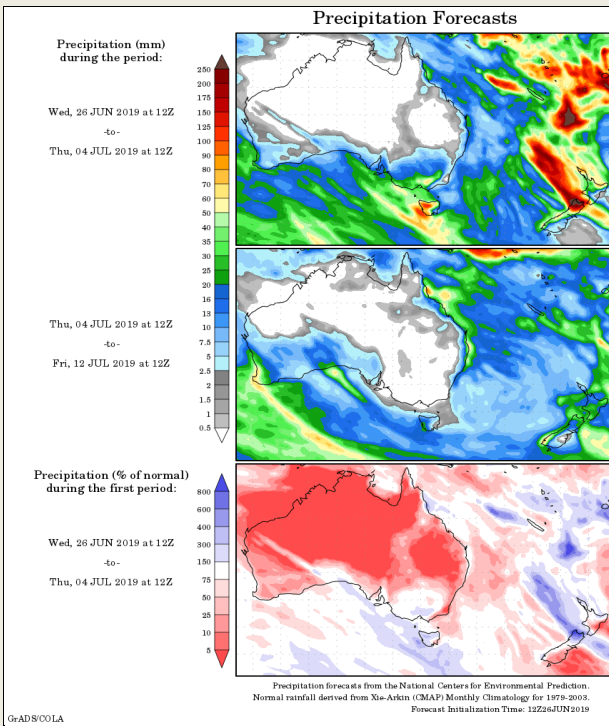 Precipitation Forecasts
Precipitation (mm)
during the period:
Wed, 26 JUN 2019 at 12Z
-to-
Thu, 04 JUL 2019 at 12Z
250
200
175
150
125
100
90
80
70
60
50
40
35
30
25
20
16
13
10
7.5
5
2.5
2
1.5
1
0.5
Thu, 04 JUL 2019 at 12Z
-to-
Fri, 12 JUL 2019 at 12Z
Precipitation (% of normal)
during the first period:
Wed, 26 JUN 2019 at 12Z
-to-
Thu, 04 JUL 2019 at 12Z
800
600
400
300
150
75
50
25
10
5
Precipitation forecasts from the National Centers for Environmental Prediction.
Normal rainfall derived from Xie-Arkin (CMAP) Monthly Climatology for 1979-2003.
Forecast Initialization Time: 12Z26JUN2019
GrADS/COLA